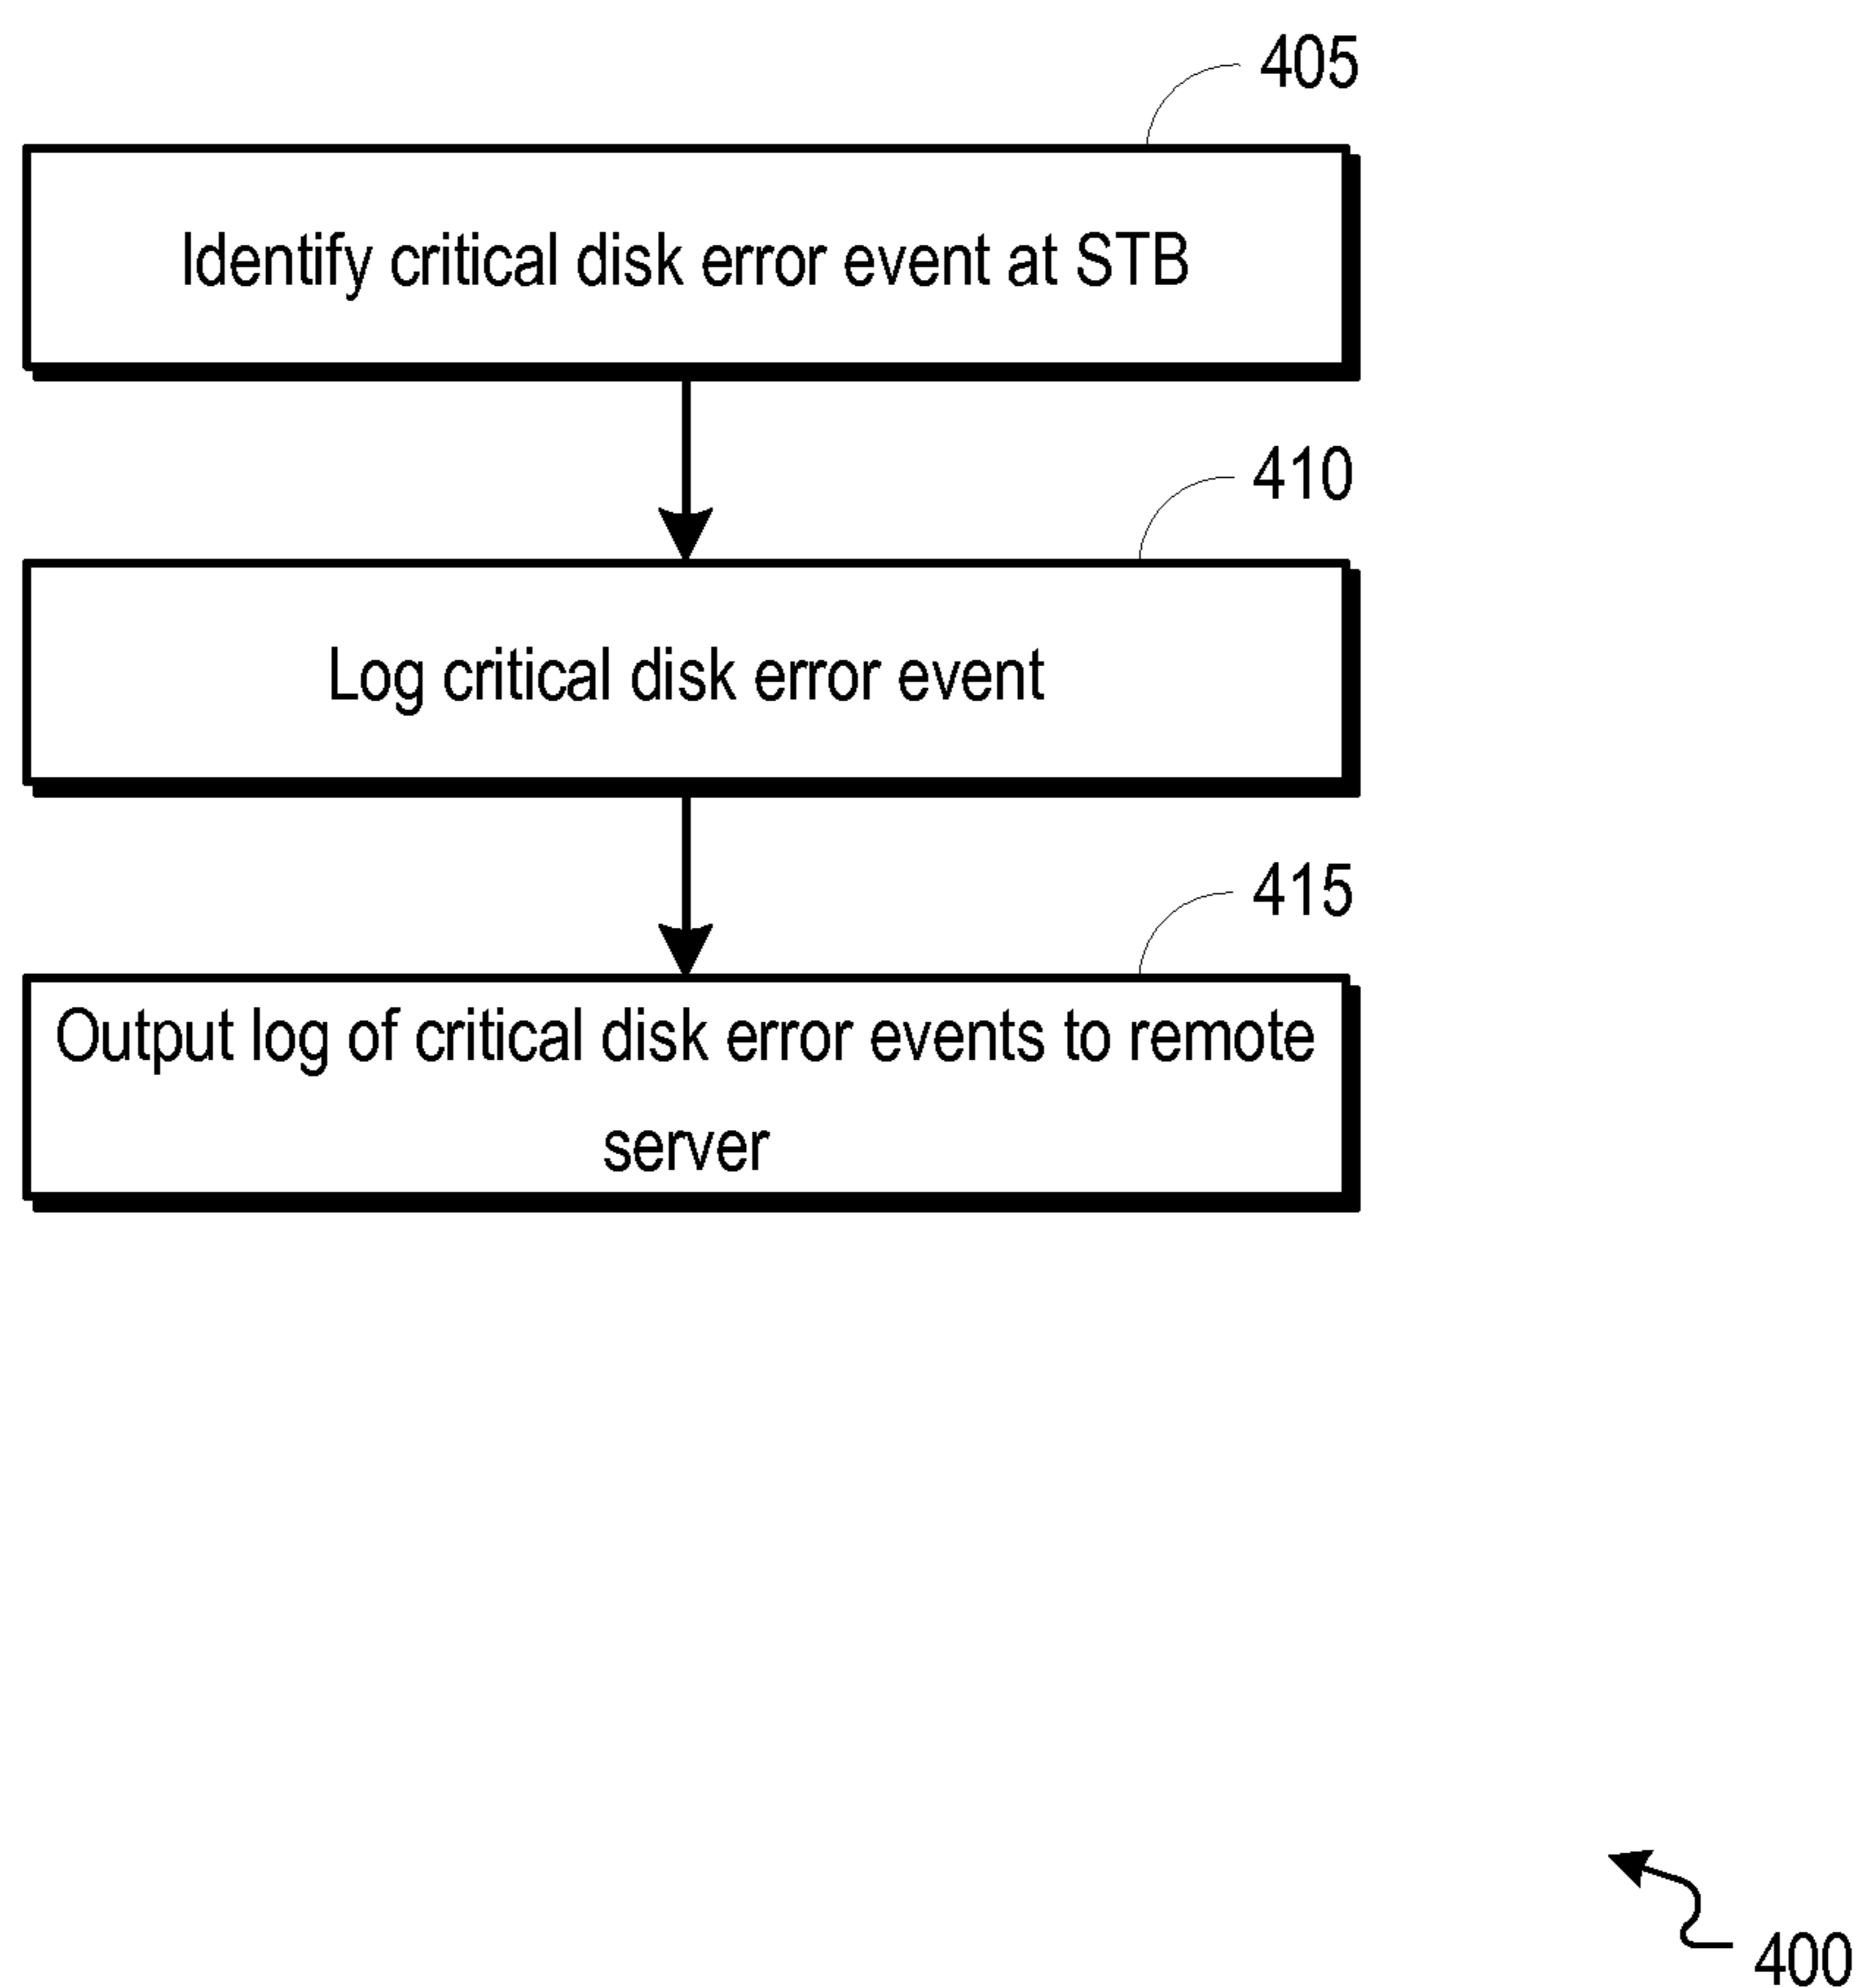 405
Identify critical disk error event at STB
410
Log critical disk error event
415
Output log of critical disk error events to remote
server
400